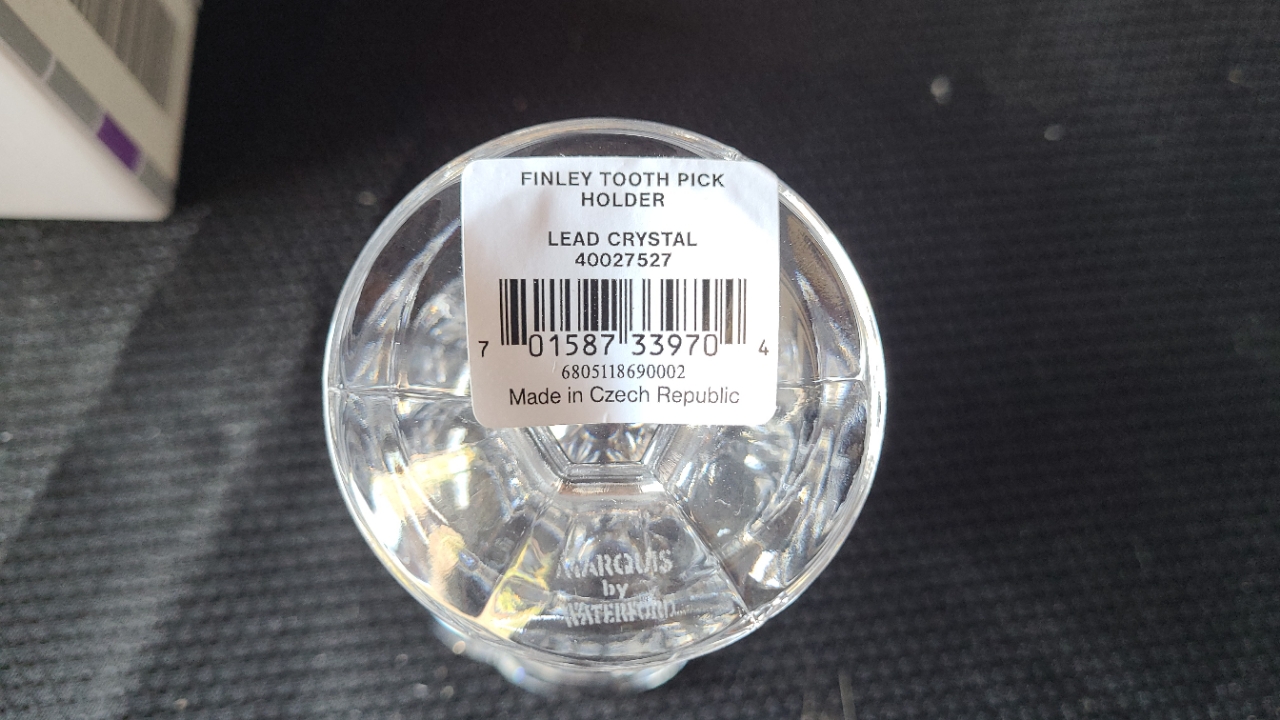 FINLEY TOOTH PICK
HOLDER
LEAD CRYSTAL
40027527
7 01587 33970 4
6805118690002
Made in Czech Republic
MARQUIS
by
WATERFORD